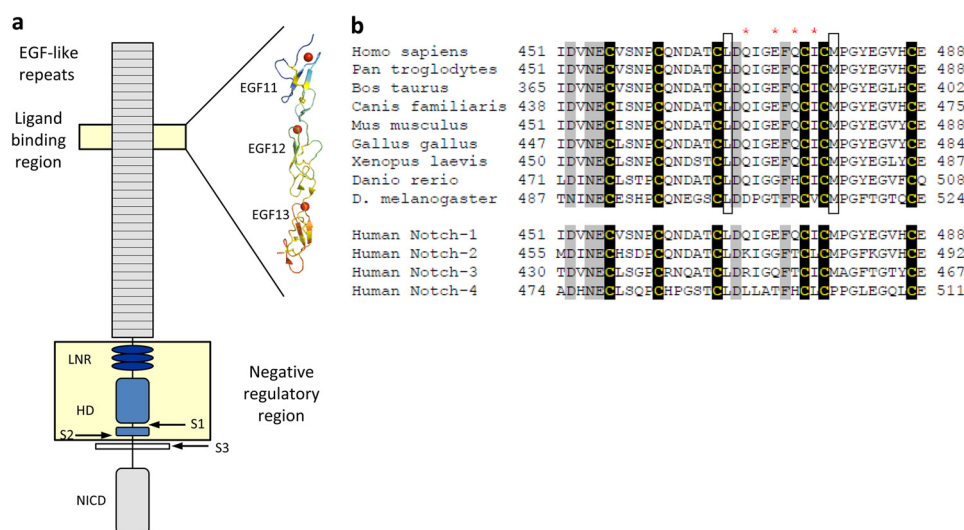 a
EGF-like
repeats
Ligand
binding
region
EGF11
EGF12
EGF13
LNR
HD
S1
S2
S3
NICD
Negative
regulatory
region
b
* * * *
Homo sapiens 451 IDVNECVSNPCQNDATCLDQIGEFQCICMPGYEGVHCE 488
Pan troglodytes 451 IDVNECVSNPCQNDATCLDQIGEFQCICMPGYEGVHCE 488
Bos taurus 365 IDVNECVSNPCQNDATCLDQIGEFQCICMPGYEGLHCE 402
Canis familiaris 438 IDVNECISNPCQNDATCLDQIGEFQCICMPGYEGVYCE 475
Mus musculus 451 IDVNECISNPCQNDATCLDQIGEFQCICMPGYEGVYCE 488
Gallus gallus 447 IDVNECLSNPCQNDATCLDQIGEFQCICMPGYEGVYCE 484
Xenopus laevis 450 IDVNECLSNPCQNDSTCLDQIGEFQCICMPGYEGLYCE 487
Danio rerio 471 LDINECLSTPCQNDATCLDQIGGFHCICMPGYEGVFCQ 508
D. melanogaster 487 TNINECESHPCQNEGSCLDDPGTFRCVCMPGFTGTQCE 524
Human Notch-1 451 IDVNECVSNPCQNDATCLDQIGEFQCICMPGYEGVHCE 488
Human Notch-2 455 MDINECHSDPCQNDATCLDKIGGFTCLCMPGFKGVHCE 492
Human Notch-3 430 TDVNECLSGPCRNQATCLDRIGQFTCICMAGFTGTYCE 467
Human Notch-4 474 ADHNECLSQPCHPGSTCLDLLATFHCLCPPGLEGQLCE 511